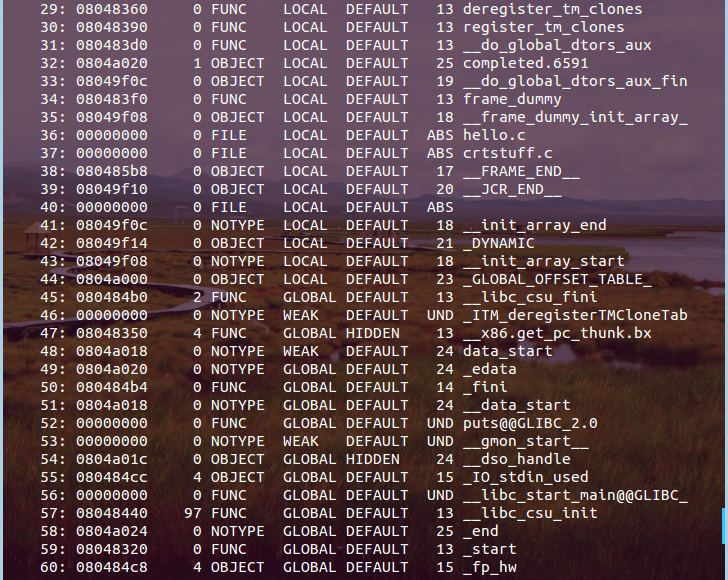 29: 08048360 0 FUNC LOCAL DEFAULT 13 deregister_tm_clones
30: 08048390 0 FUNC LOCAL DEFAULT 13 register_tm_clones
31: 080483d0 0 FUNC LOCAL DEFAULT 13 __do_global_dtors_aux
32: 0804a020 1 OBJECT LOCAL DEFAULT 25 completed.6591
33: 08049f0c 0 OBJECT LOCAL DEFAULT 19 __do_global_dtors_aux_fin
34: 080483f0 0 FUNC LOCAL DEFAULT 13 frame_dummy
35: 08049f08 0 OBJECT LOCAL DEFAULT 18 __frame_dummy_init_array_
36: 00000000 0 FILE LOCAL DEFAULT ABS hello.c
37: 00000000 0 FILE LOCAL DEFAULT ABS crtstuff.c
38: 080485b8 0 OBJECT LOCAL DEFAULT 17 __FRAME_END__
39: 08049f10 0 OBJECT LOCAL DEFAULT 20 __JCR_END__
40: 00000000 0 FILE LOCAL DEFAULT ABS
41: 08049f0c 0 NOTYPE LOCAL DEFAULT 18 __init_array_end
42: 08049f14 0 OBJECT LOCAL DEFAULT 21 _DYNAMIC
43: 08049f08 0 NOTYPE LOCAL DEFAULT 18 __init_array_start
44: 0804a000 0 OBJECT LOCAL DEFAULT 23 _GLOBAL_OFFSET_TABLE_
45: 080484b0 2 FUNC GLOBAL DEFAULT 13 __libc_csu_fini
46: 00000000 0 NOTYPE WEAK DEFAULT UND _ITM_deregisterTMCloneTab
47: 08048350 4 FUNC GLOBAL HIDDEN 13 __x86.get_pc_thunk.bx
48: 0804a018 0 NOTYPE WEAK DEFAULT 24 data_start
49: 0804a020 0 NOTYPE GLOBAL DEFAULT 24 _edata
50: 080484b4 0 FUNC GLOBAL DEFAULT 14 _fini
51: 0804a018 0 NOTYPE GLOBAL DEFAULT 24 __data_start
52: 00000000 0 FUNC GLOBAL DEFAULT UND puts@@GLIBC_2.0
53: 00000000 0 NOTYPE WEAK DEFAULT UND __gmon_start__
54: 0804a01c 0 OBJECT GLOBAL HIDDEN 24 __dso_handle
55: 080484cc 4 OBJECT GLOBAL DEFAULT 15 _IO_stdin_used
56: 00000000 0 FUNC GLOBAL DEFAULT UND __libc_start_main@@GLIBC_
57: 08048440 97 FUNC GLOBAL DEFAULT 13 __libc_csu_init
58: 0804a024 0 NOTYPE GLOBAL DEFAULT 25 _end
59: 08048320 0 FUNC GLOBAL DEFAULT 13 _start
60: 080484c8 4 OBJECT GLOBAL DEFAULT 15 _fp_hw